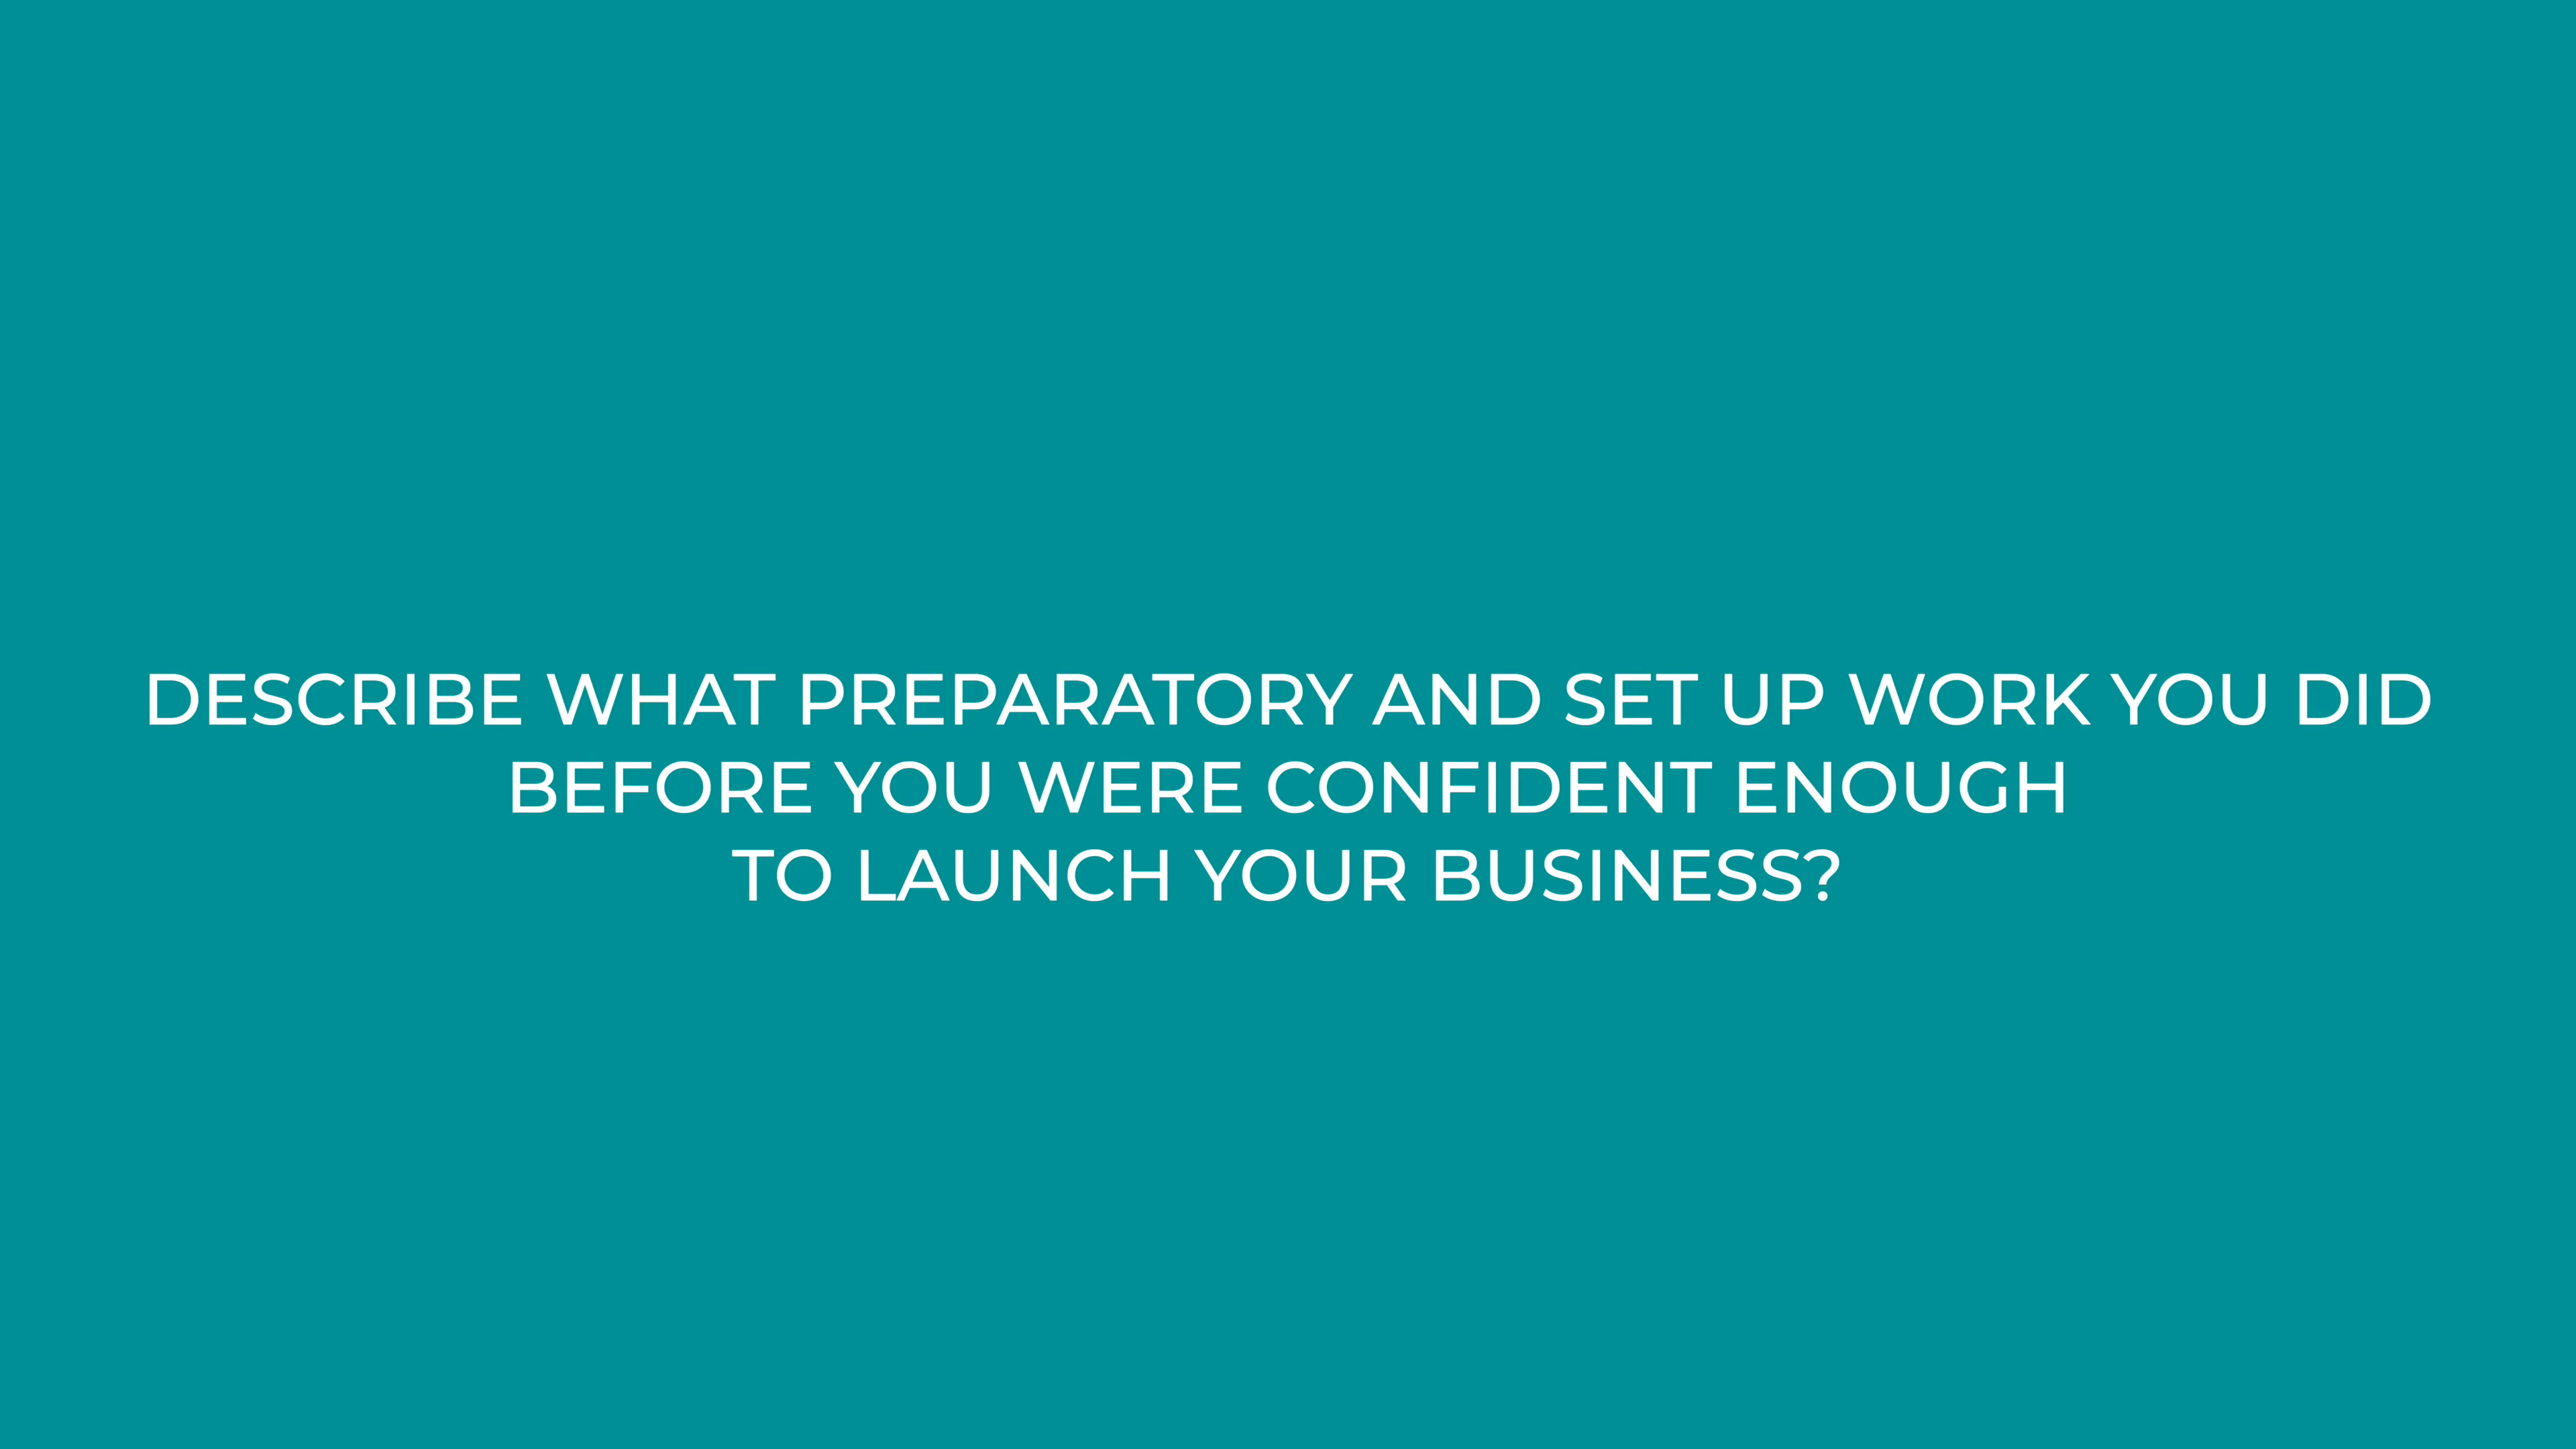 DESCRIBE WHAT PREPARATORY AND SET UP WORK YOU DID
BEFORE YOU WERE CONFIDENT ENOUGH
TO LAUNCH YOUR BUSINESS?